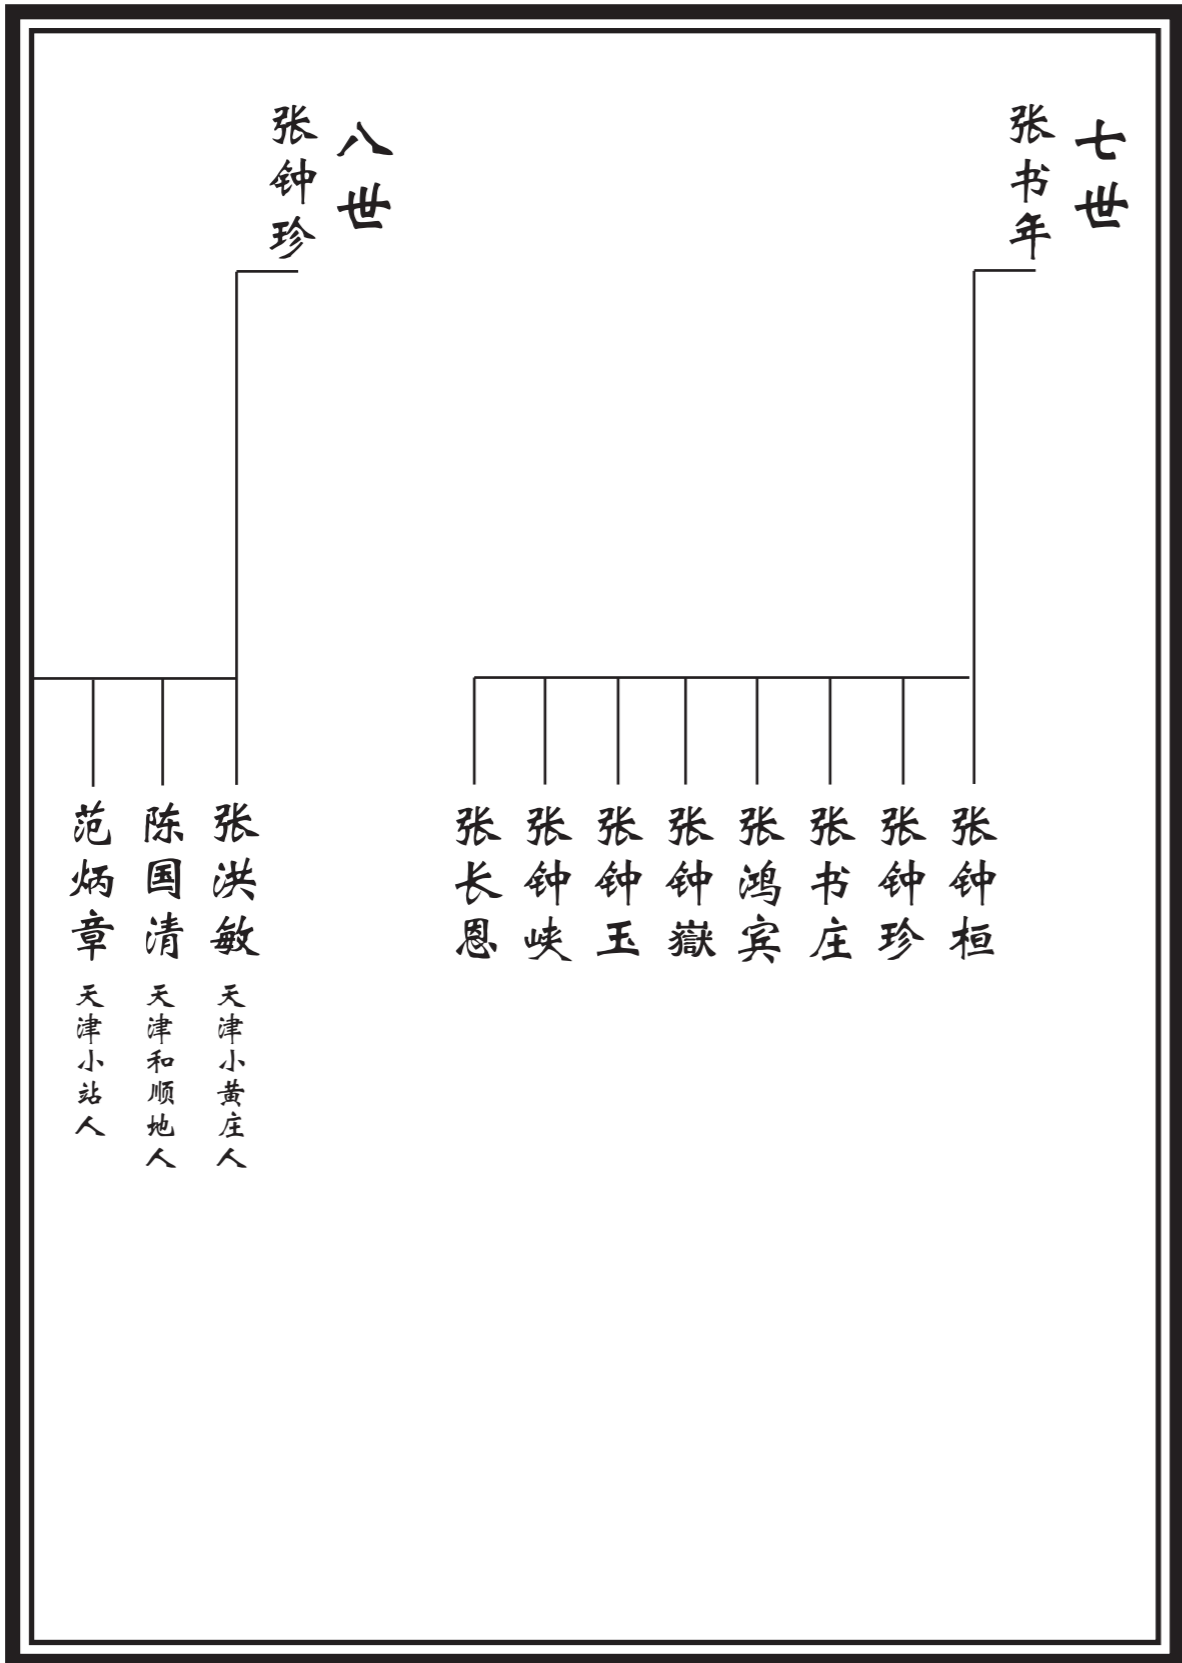 七世
张书年
张钟桓
张钟珍
张书庄
张鸿宾
张钟嶽
张钟玉
张钟峡
张长恩
八世
张钟珍
张洪敏 天津小黄庄人
陈国清 天津和顺地人
范炳章 天津小站人